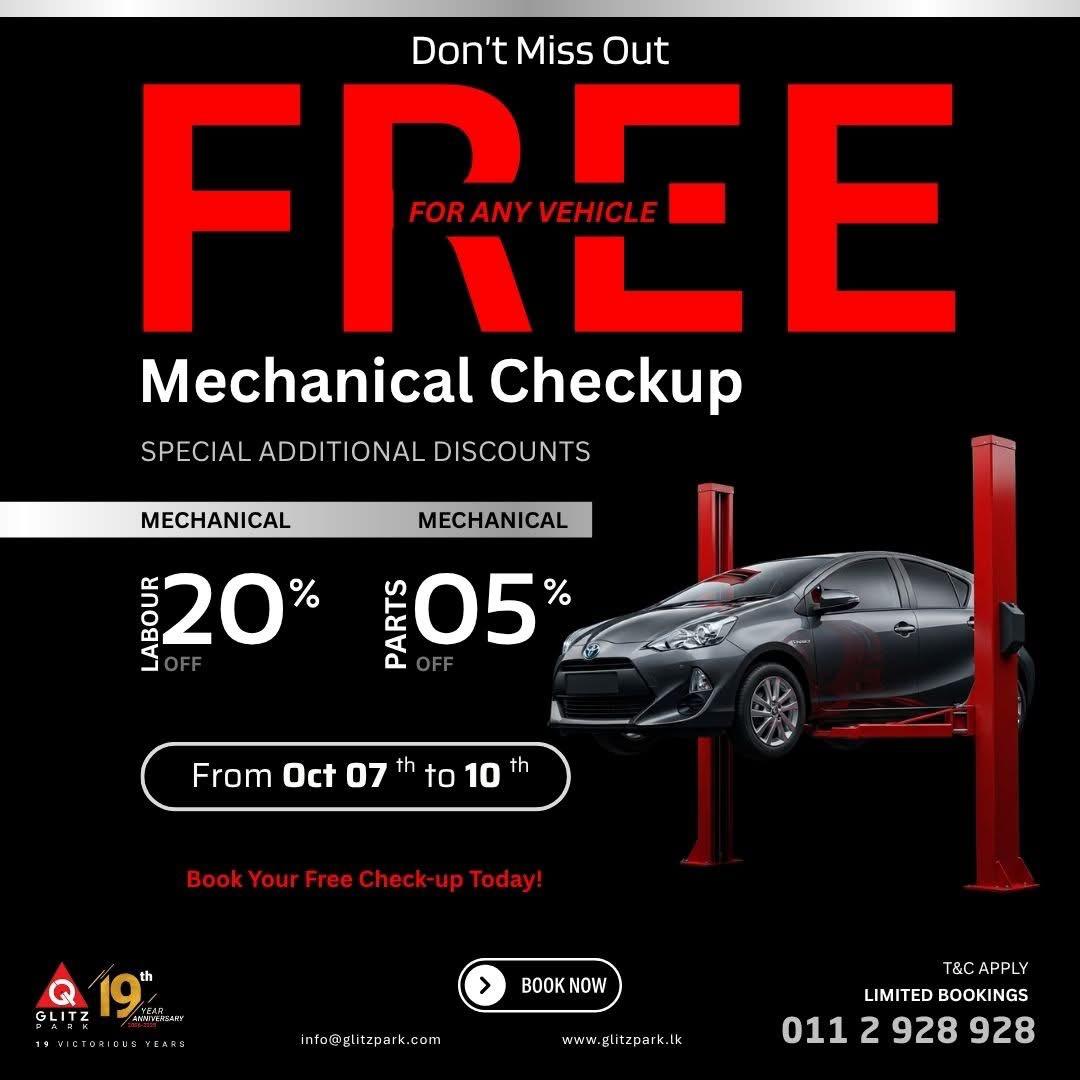 Don't Miss Out
FREE
FOR ANY VEHICLE
Mechanical Checkup
SPECIAL ADDITIONAL DISCOUNTS
MECHANICAL MECHANICAL
LABOUR 20% OFF
PARTS 05% OFF
From Oct 07 th to 10 th
Book Your Free Check-up Today!
GLITZ
PARK
19th
YEAR
ANNIVERSARY
19 VICTORIOUS YEARS
BOOK NOW
info@glitzpark.com
www.glitzpark.lk
T&C APPLY
LIMITED BOOKINGS
011 2 928 928